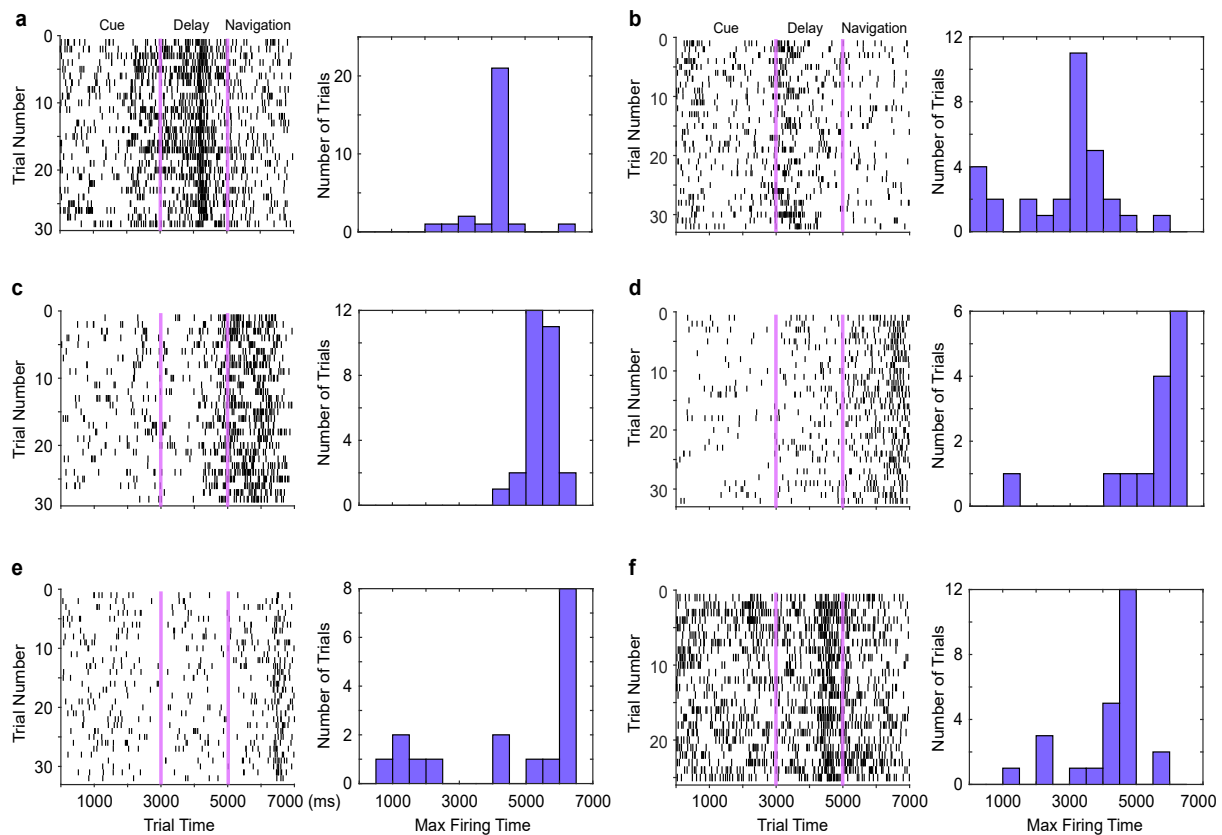 a
Cue Delay Navigation
0
10
20
30
Trial Number
20
10
0
Number of Trials
b
Cue Delay Navigation
0
10
20
30
Trial Number
12
8
4
0
Number of Trials
c
0
10
20
30
Trial Number
12
8
4
0
Number of Trials
d
0
10
20
30
Trial Number
6
4
2
0
Number of Trials
e
0
10
20
30
Trial Number
1000 3000 5000 7000 (ms)
Trial Time
8
6
4
2
0
Number of Trials
1000 3000 5000 7000
Max Firing Time
f
0
10
20
Trial Number
1000 3000 5000 7000
Trial Time
12
8
4
0
Number of Trials
1000 3000 5000 7000
Max Firing Time